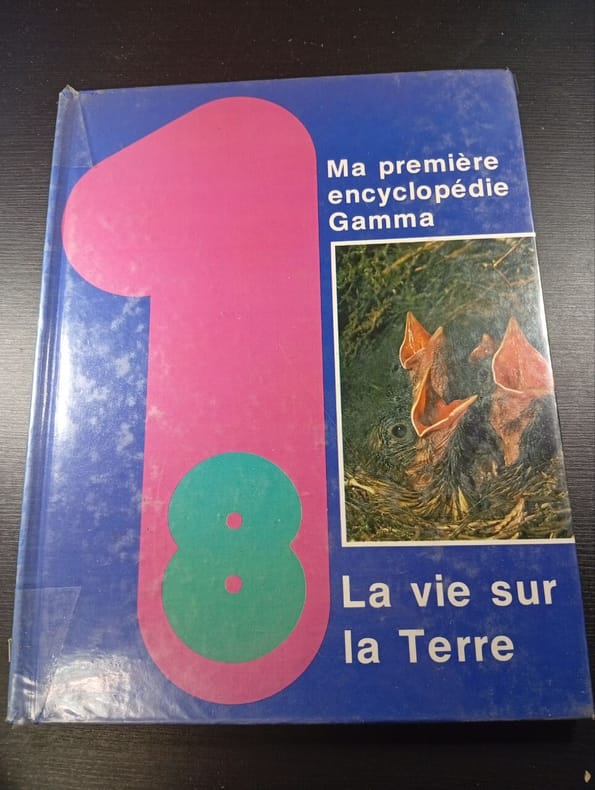 1
8
Ma première
encyclopédie
Gamma
La vie sur
la Terre